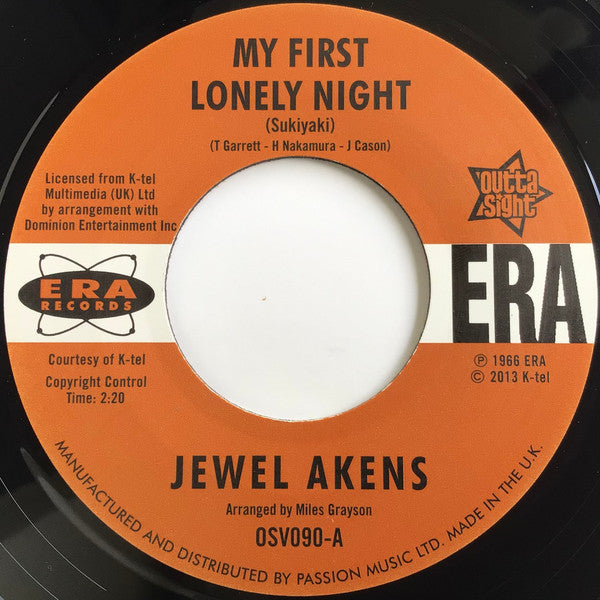 MY FIRST
LONELY NIGHT
(Sukiyaki)
(T Garrett - H Nakamura - J Cason)
Licensed from K-tel
Multimedia (UK) Ltd
by arrangement with
Dominion Entertainment Inc
outta
sight
ERA
RECORDS
ERA
Courtesy of K-tel
Copyright Control
Time: 2:20
℗ 1966 ERA
© 2013 K-tel
JEWEL AKENS
Arranged by Miles Grayson
OSV090-A
MANUFACTURED AND DISTRIBUTED BY PASSION MUSIC LTD. MADE IN THE U.K.